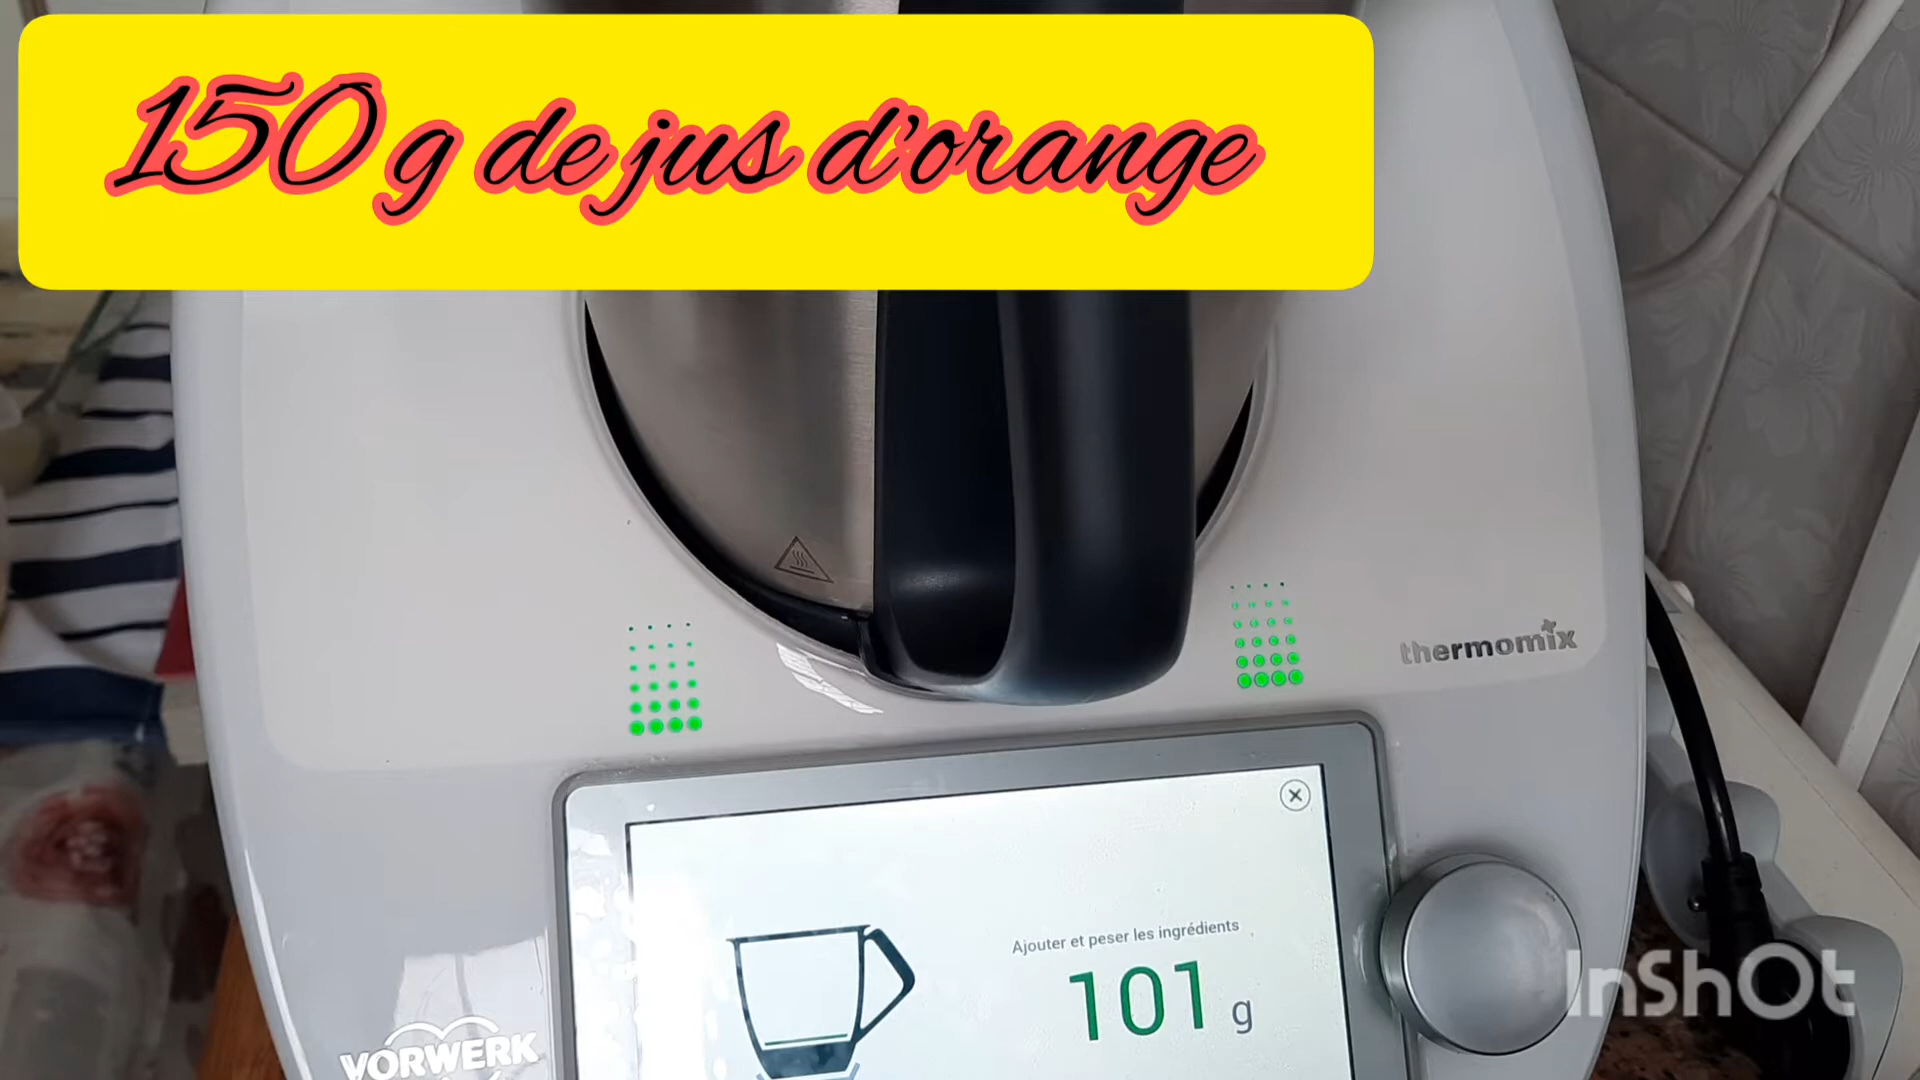 150 g de jus d'orange
thermomix
Ajouter et peser les ingrédients
101 g
VORWERK
InShOt